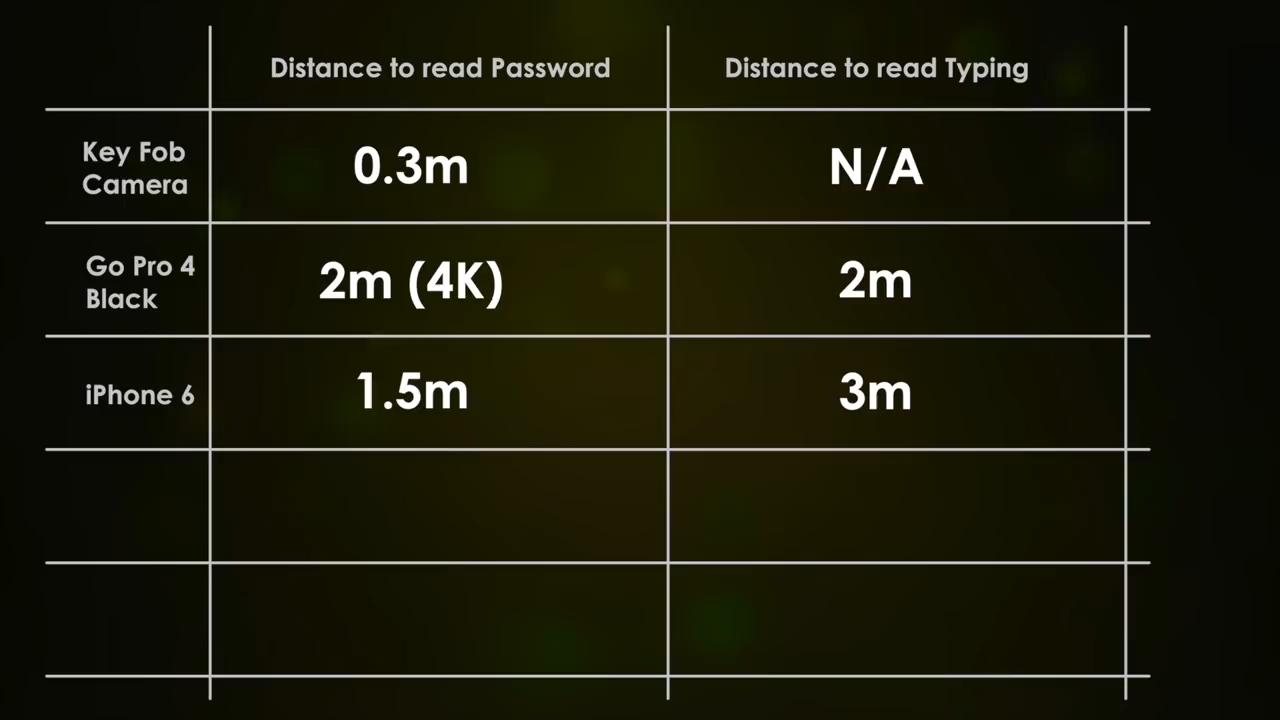 Distance to read Password
Distance to read Typing
Key Fob
Camera
0.3m
N/A
Go Pro 4
Black
2m (4K)
2m
iPhone 6
1.5m
3m